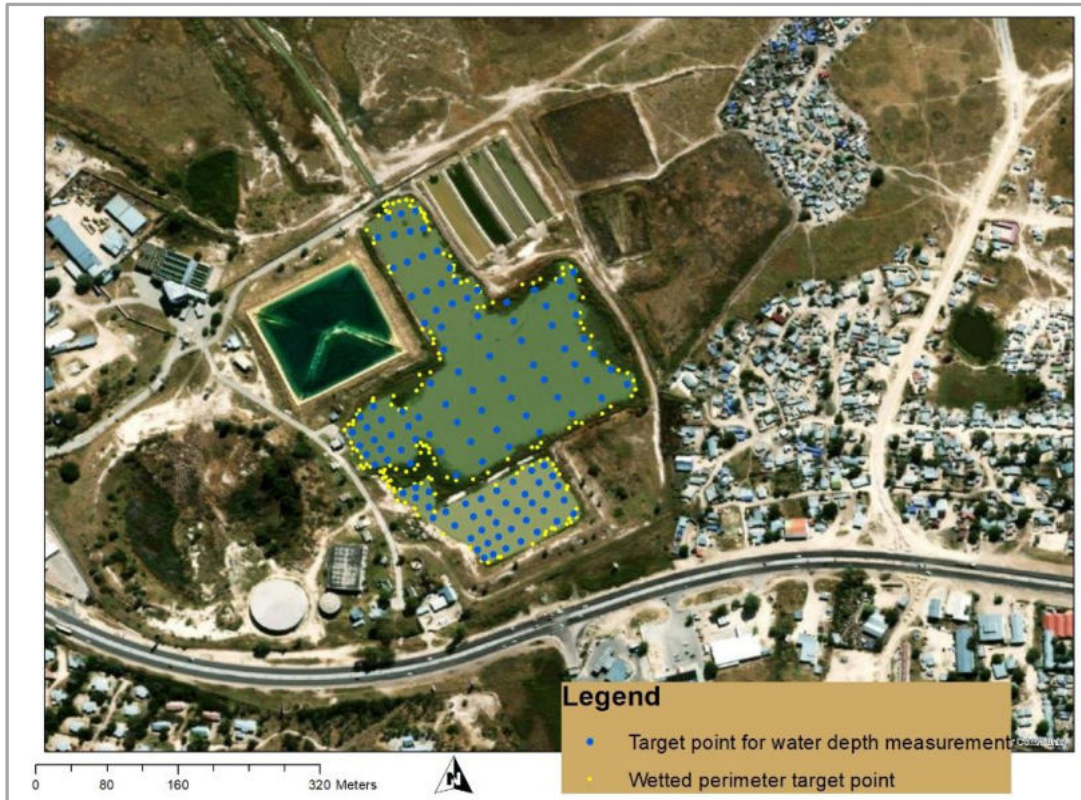 Legend
Target point for water depth measurement
Wetted perimeter target point
0 80 160 320 Meters
N